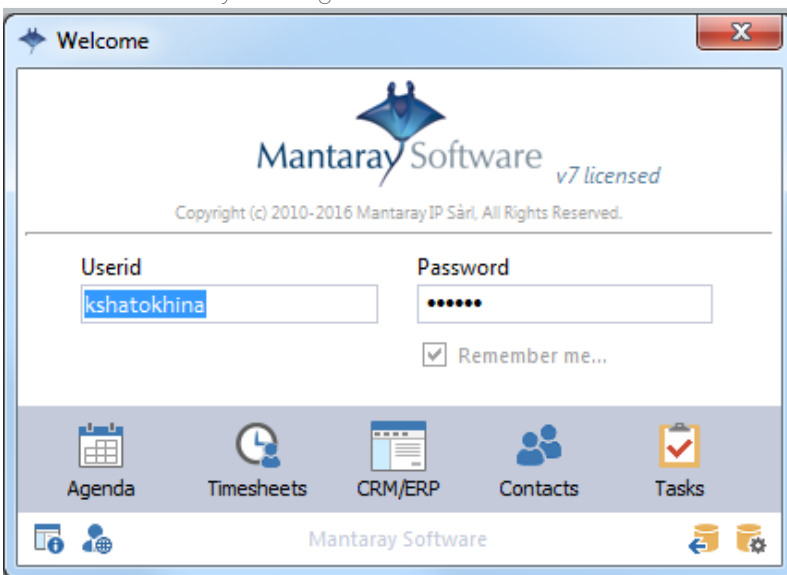 Welcome
Mantaray Software v7 licensed
Copyright (c) 2010-2016 Mantaray IP Sàrl, All Rights Reserved.
Userid Password
kshatokhina ••••••
Remember me...
Agenda Timesheets CRM/ERP Contacts Tasks
Mantaray Software